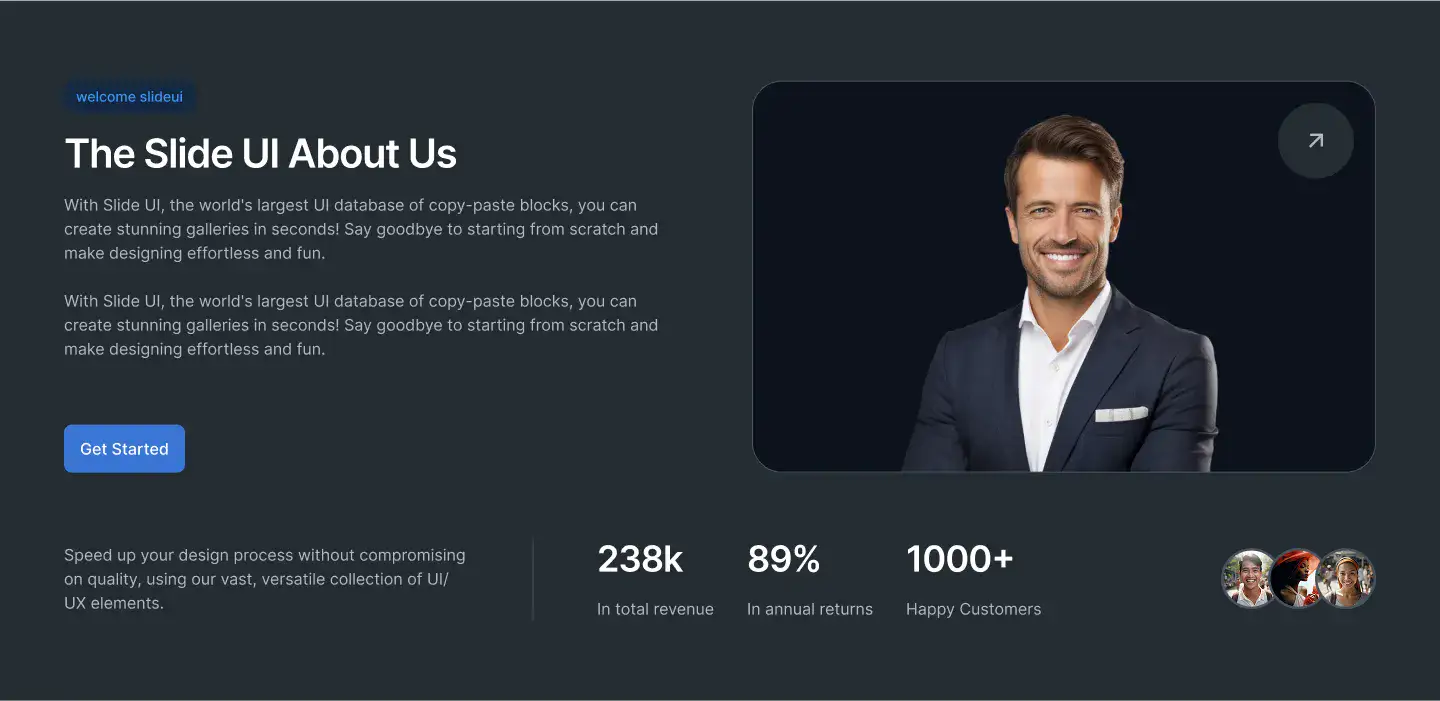 welcome slideui
The Slide UI About Us
With Slide UI, the world's largest UI database of copy-paste blocks, you can
create stunning galleries in seconds! Say goodbye to starting from scratch and
make designing effortless and fun.
With Slide UI, the world's largest UI database of copy-paste blocks, you can
create stunning galleries in seconds! Say goodbye to starting from scratch and
make designing effortless and fun.
Get Started
Speed up your design process without compromising
on quality, using our vast, versatile collection of UI/
UX elements.
238k
In total revenue
89%
In annual returns
1000+
Happy Customers